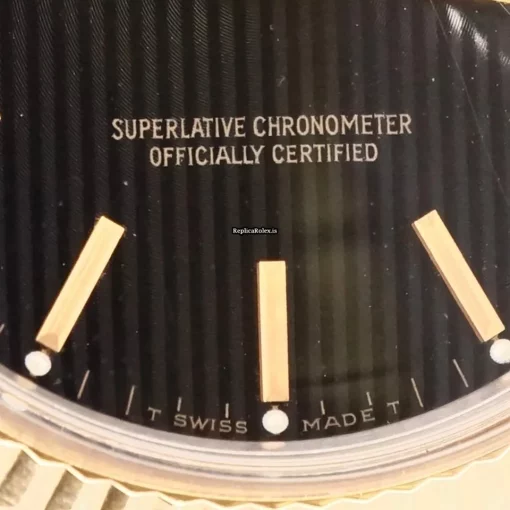 SUPERLATIVE CHRONOMETER
OFFICIALLY CERTIFIED
ReplicaRolex.is
T SWISS MADE T